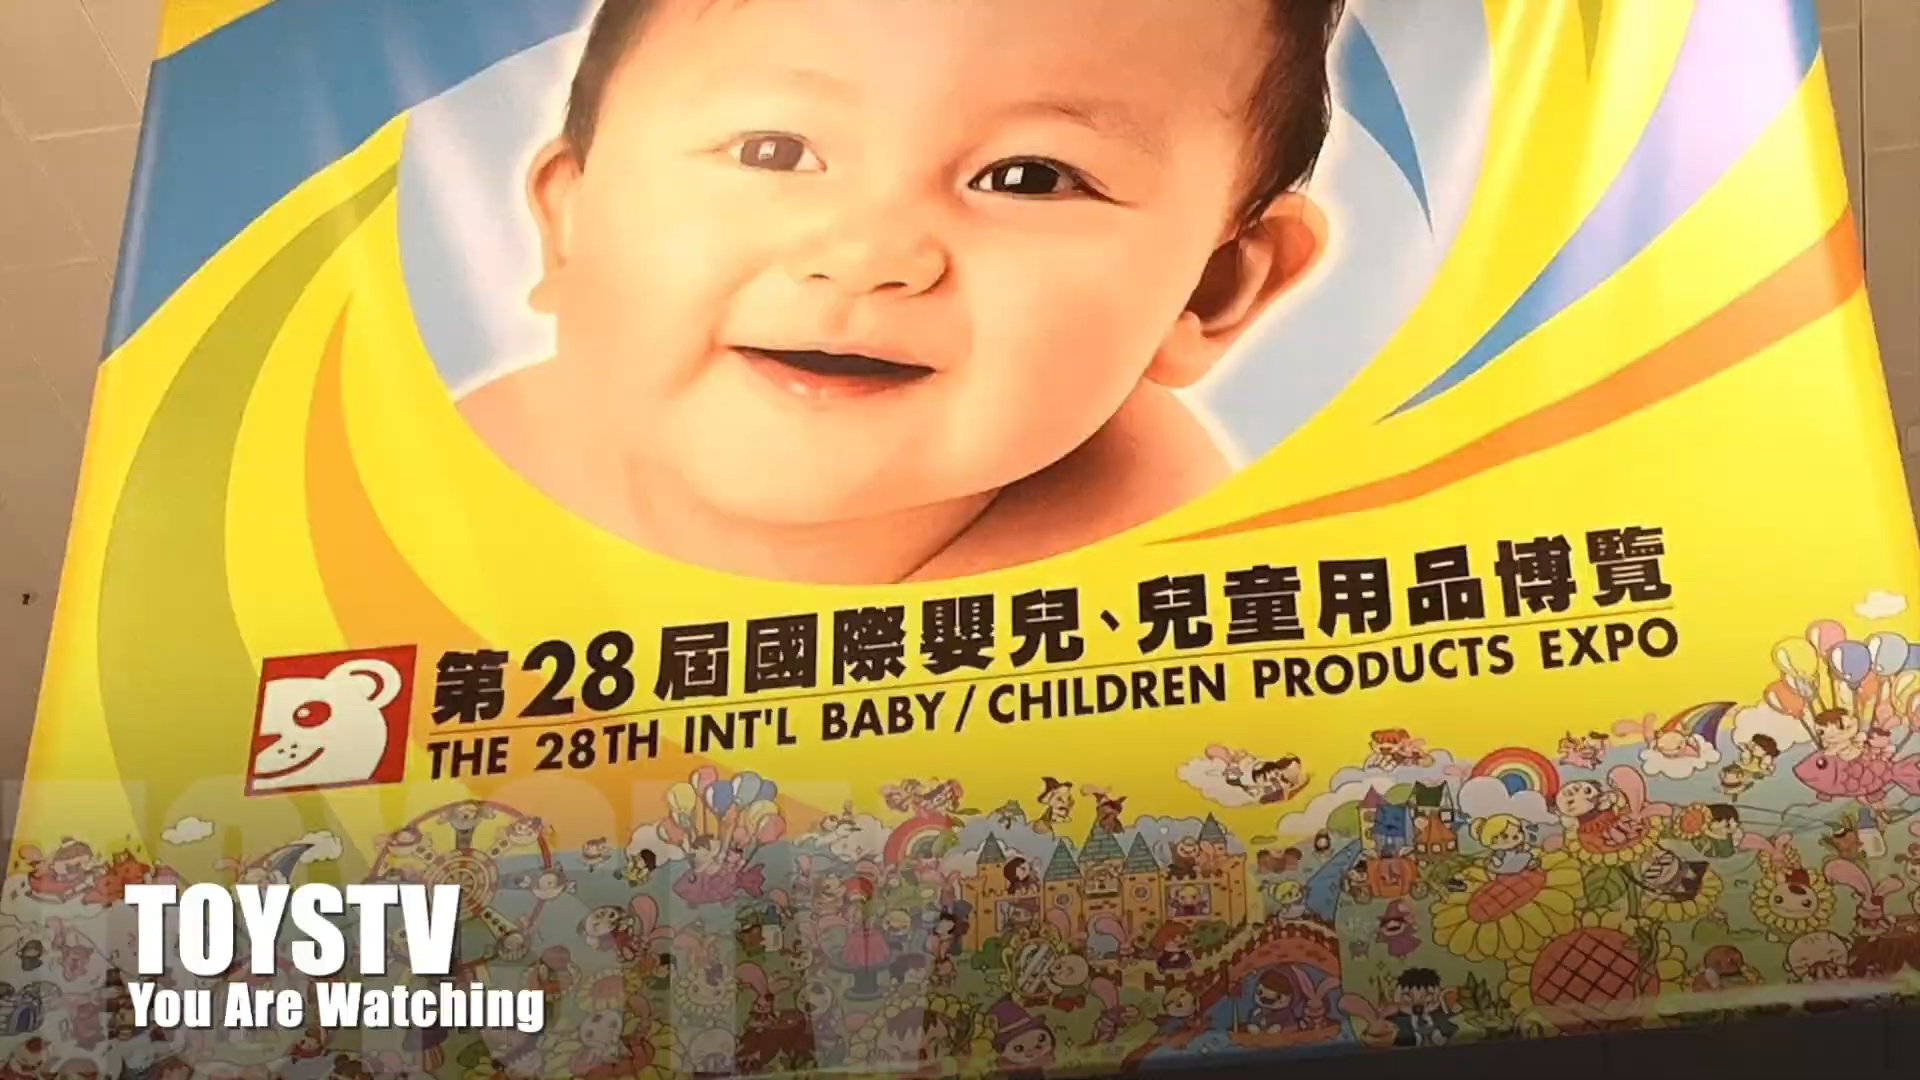 第28屆國際嬰兒、兒童用品博覽
THE 28TH INT'L BABY / CHILDREN PRODUCTS EXPO
TOYSTV
You Are Watching